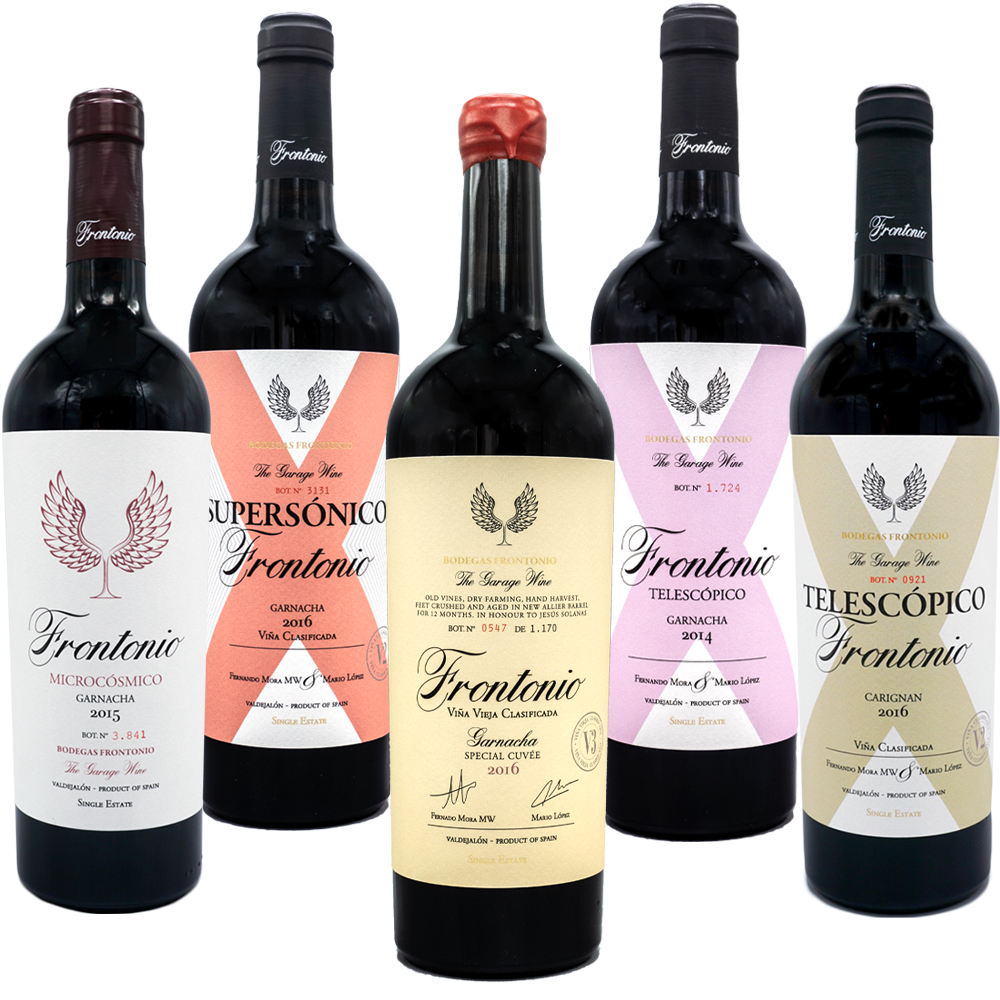 Frontonio
MICROCÓSMICO
GARNACHA
2015
BOT. Nº 3.841
BODEGAS FRONTONIO
The Garage Wine
VALDEJALÓN - PRODUCT OF SPAIN
SINGLE ESTATE
Frontonio
Frontonio
BODEGAS FRONTONIO
The Garage Wine
BOT. Nº 3131
SUPERSÓNICO
Frontonio
GARNACHA
2016
VIÑA CLASIFICADA
V2
FERNANDO MORA MW & MARIO LÓPEZ
VALDEJALÓN - PRODUCT OF SPAIN
SINGLE ESTATE
BODEGAS FRONTONIO
The Garage Wine
OLD VINES, DRY FARMING, HAND HARVEST,
FEET CRUSHED AND AGED IN NEW ALLIER BARREL
FOR 12 MONTHS. IN HONOUR TO JESÚS SOLANAS
BOT. Nº 0547 DE 1.170
Frontonio
VIÑA VIEJA CLASIFICADA
Garnacha
SPECIAL CUVÉE
2016
V3
FERNADO MORA MW MARIO LÓPEZ
VALDEJALÓN - PRODUCT OF SPAIN
SINGLE ESTATE
Frontonio
BODEGAS FRONTONIO
The Garage Wine
BOT. Nº 1.724
Frontonio
TELESCÓPICO
GARNACHA
2014
FERNANDO MORA & MARIO LÓPEZ
VALDEJALÓN - PRODUCT OF SPAIN
SINGLE ESTATE
Frontonio
BODEGAS FRONTONIO
The Garage Wine
BOT. Nº 0921
TELESCÓPICO
Frontonio
CARIGNAN
2016
VIÑA CLASIFICADA
V2
FERNANDO MORA MW & MARIO LÓPEZ
VALDEJALÓN - PRODUCT OF SPAIN
SINGLE ESTATE